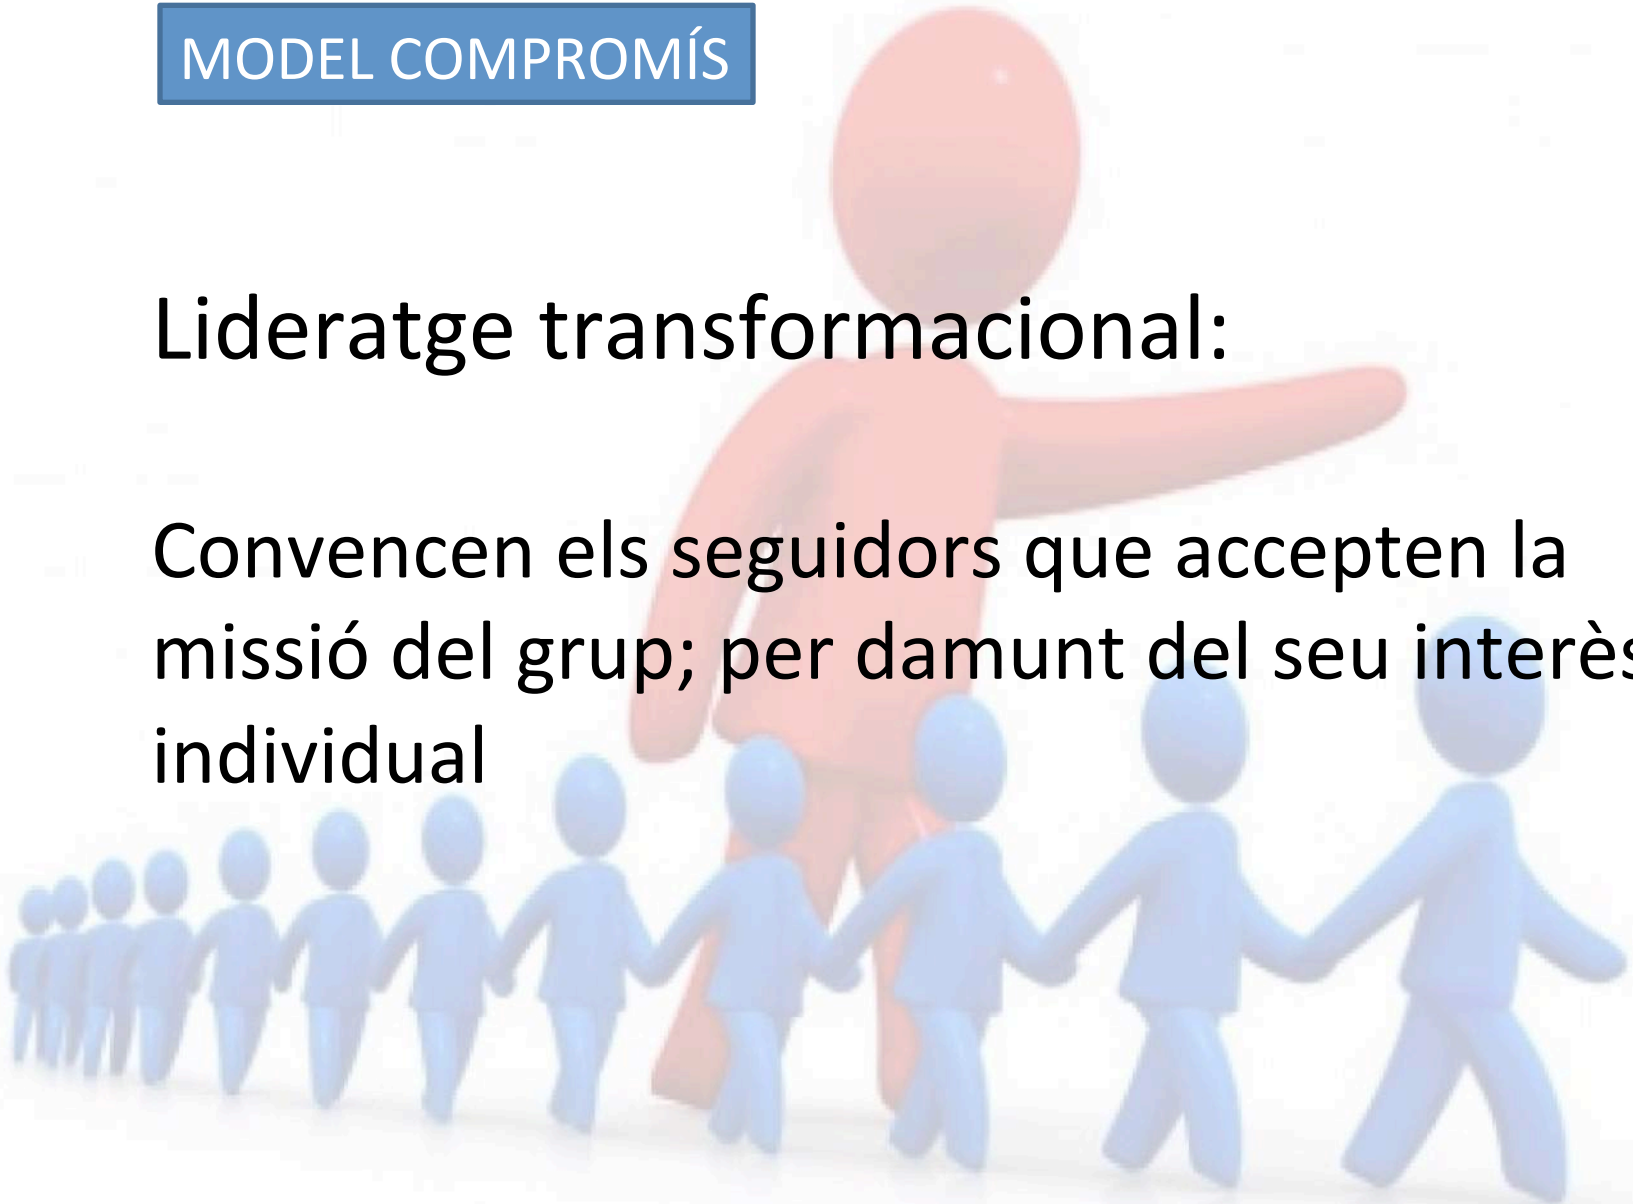 MODEL COMPROMÍS
Lideratge transformacional:
Convencen els seguidors que accepten la
missió del grup; per damunt del seu interès
individual